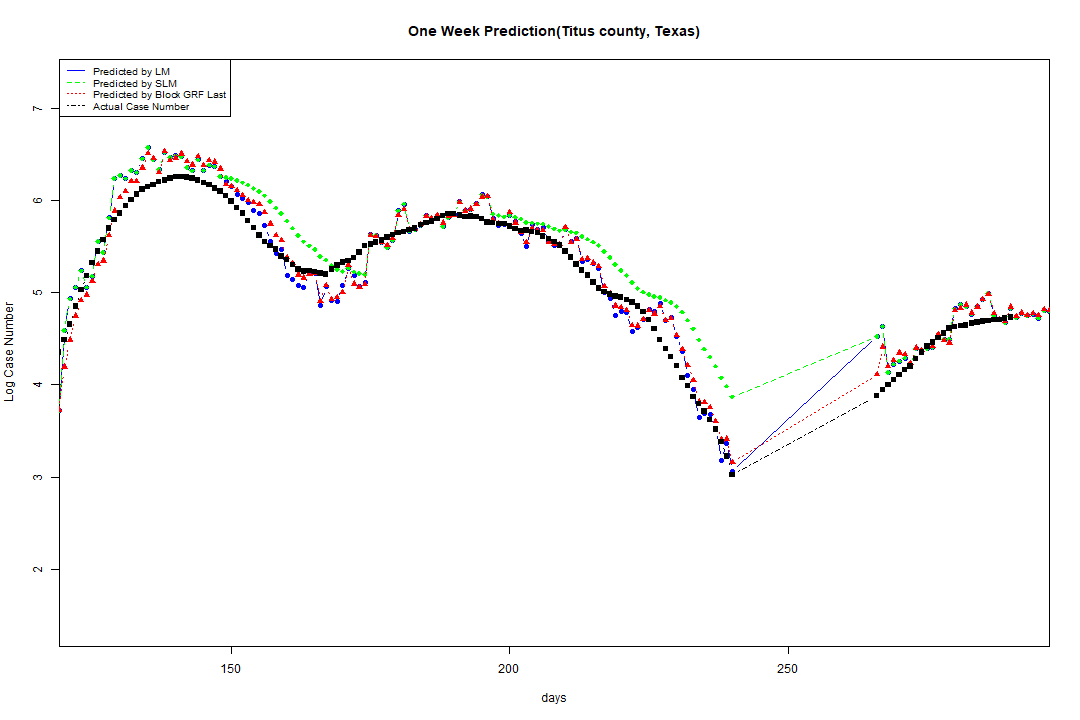 One Week Prediction(Titus county, Texas)
Predicted by LM
Predicted by SLM
Predicted by Block GRF Last
Actual Case Number
7
6
5
4
3
2
Log Case Number
150
200
250
days